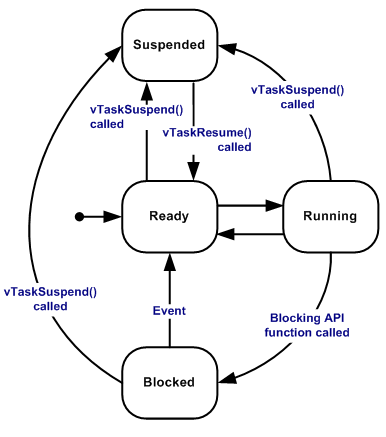 Suspended
vTaskSuspend()
called
vTaskResume()
called
vTaskSuspend()
called
Ready
Running
vTaskSuspend()
called
Event
Blocking API
function called
Blocked